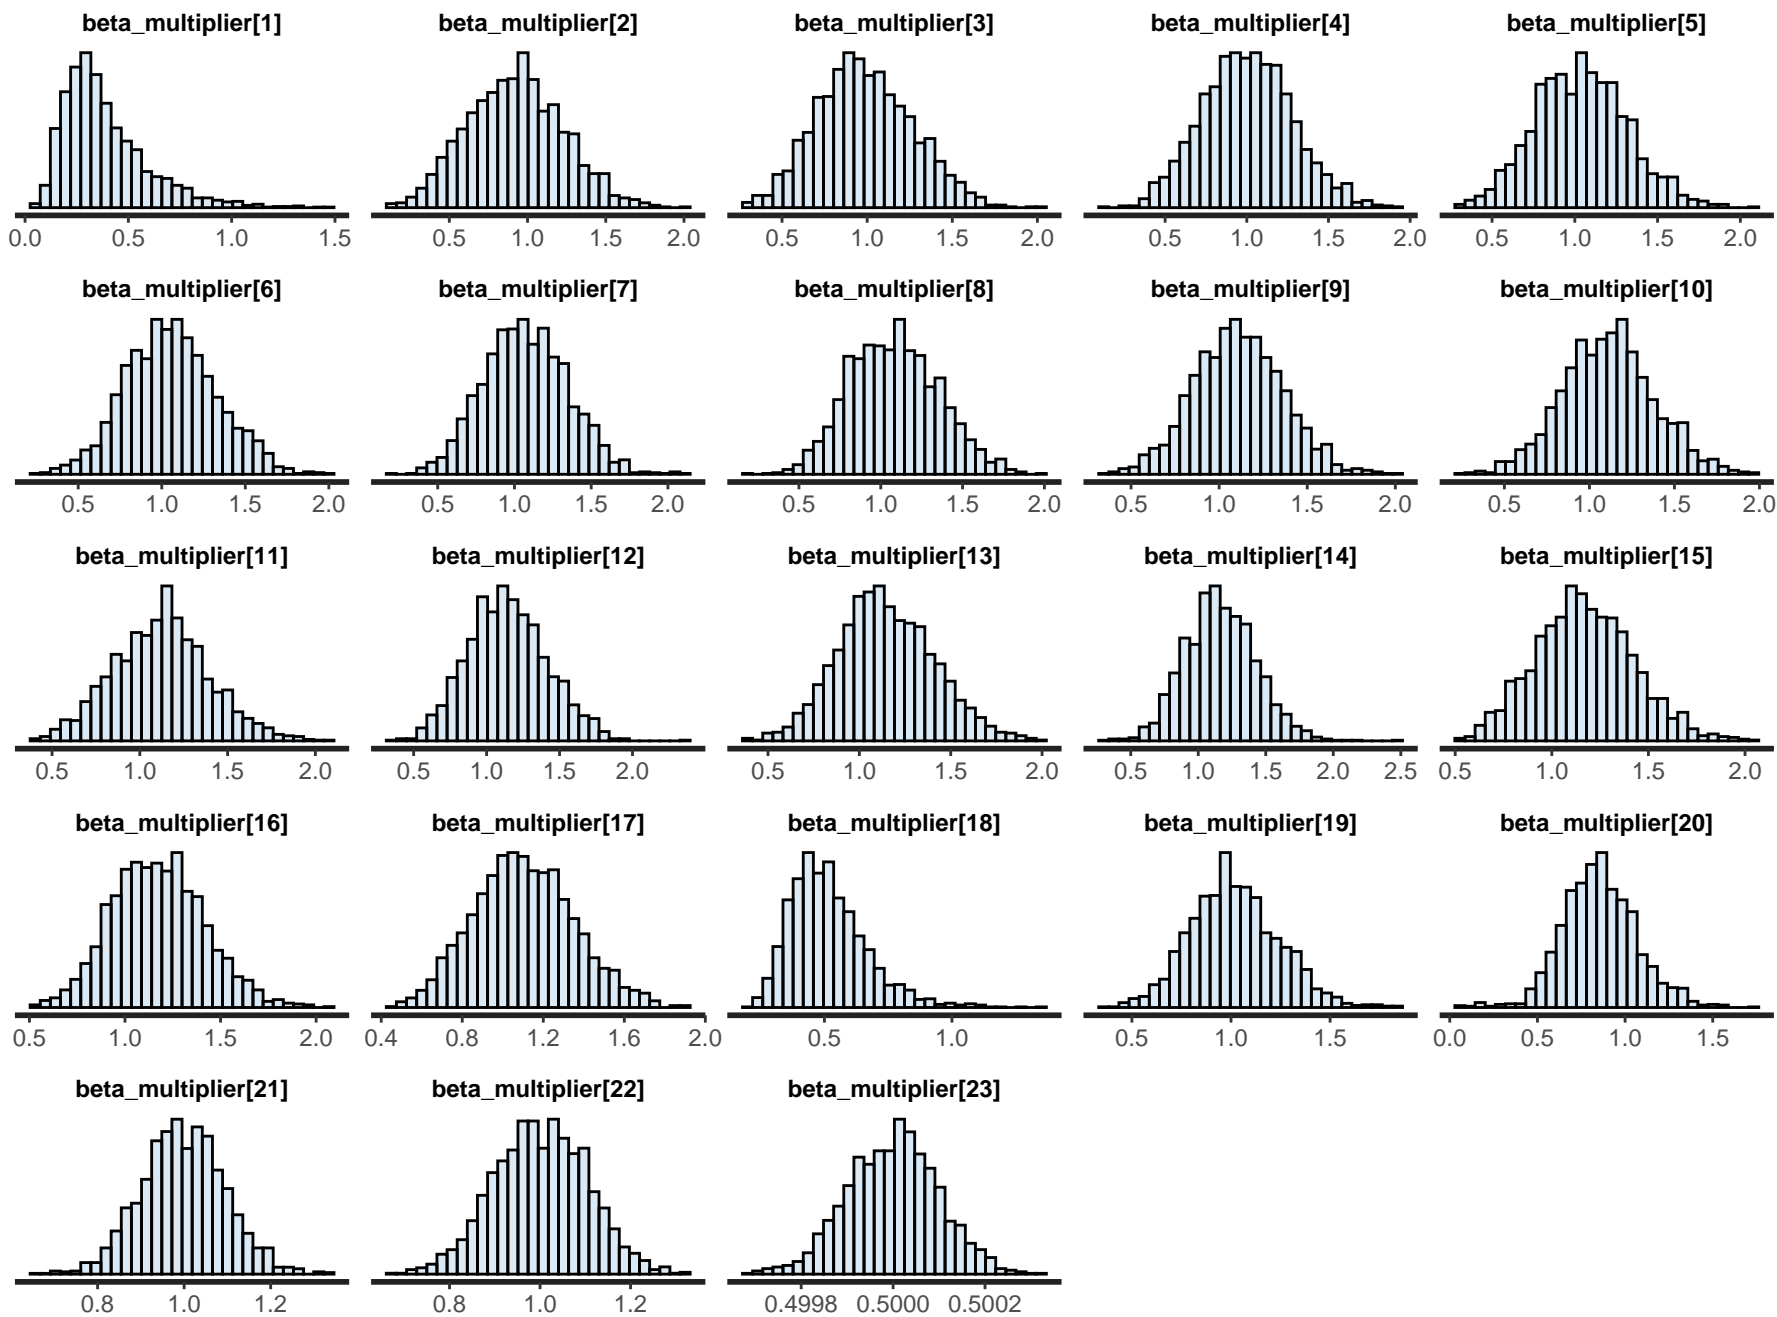 beta_multiplier[1] beta_multiplier[2] beta_multiplier[3] beta_multiplier[4] beta_multiplier[5]
0.0 0.5 1.0 1.5 0.5 1.0 1.5 2.0 0.5 1.0 1.5 2.0 0.5 1.0 1.5 2.0 0.5 1.0 1.5 2.0
beta_multiplier[6] beta_multiplier[7] beta_multiplier[8] beta_multiplier[9] beta_multiplier[10]
0.5 1.0 1.5 2.0 0.5 1.0 1.5 2.0 0.5 1.0 1.5 2.0 0.5 1.0 1.5 2.0 0.5 1.0 1.5 2.0
beta_multiplier[11] beta_multiplier[12] beta_multiplier[13] beta_multiplier[14] beta_multiplier[15]
0.5 1.0 1.5 2.0 0.5 1.0 1.5 2.0 0.5 1.0 1.5 2.0 0.5 1.0 1.5 2.0 2.5 0.5 1.0 1.5 2.0
beta_multiplier[16] beta_multiplier[17] beta_multiplier[18] beta_multiplier[19] beta_multiplier[20]
0.5 1.0 1.5 2.0 0.4 0.8 1.2 1.6 2.0 0.5 1.0 0.5 1.0 1.5 0.0 0.5 1.0 1.5
beta_multiplier[21] beta_multiplier[22] beta_multiplier[23]
0.8 1.0 1.2 0.8 1.0 1.2 0.4998 0.5000 0.5002